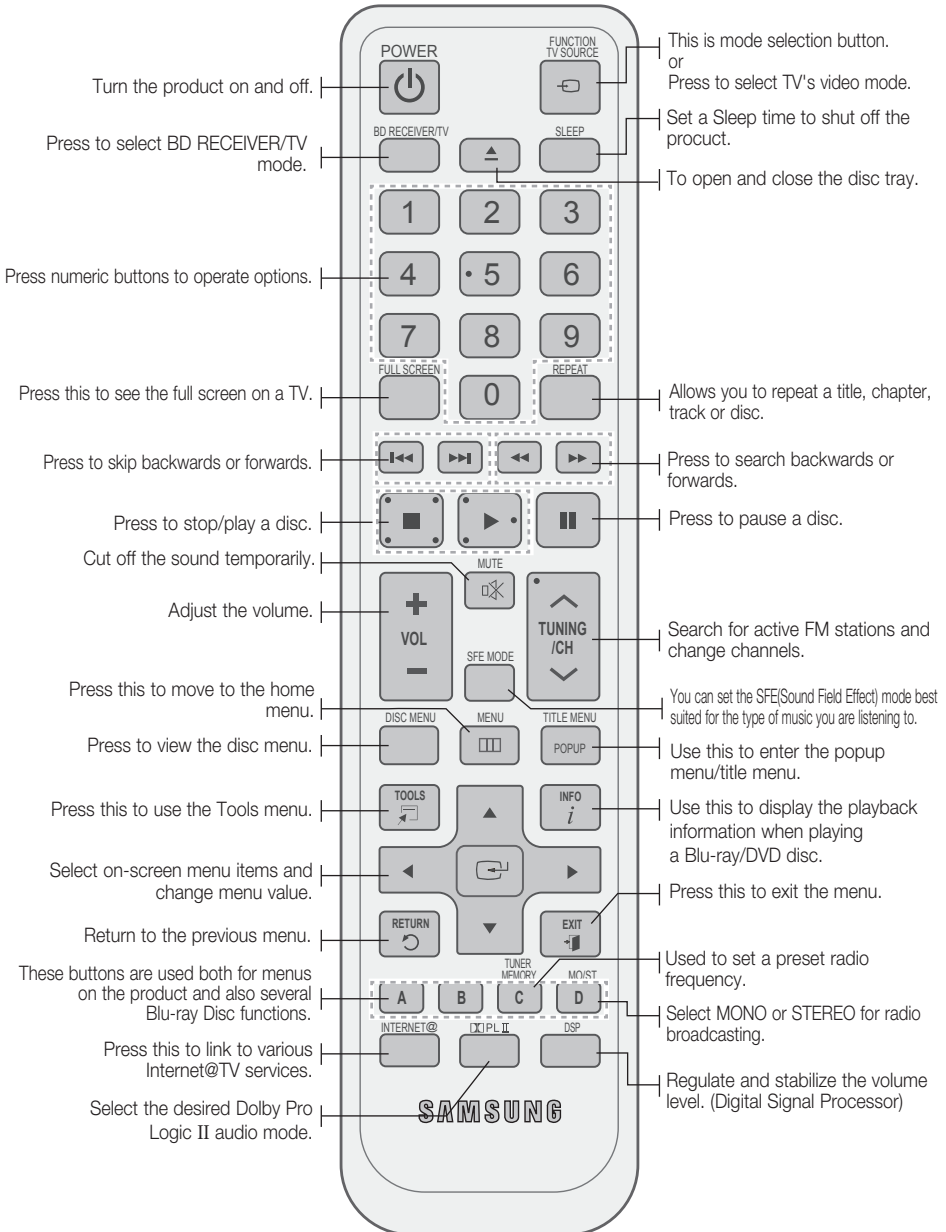 POWER
FUNCTION
TV SOURCE
This is mode selection button.
or
Press to select TV's video mode.
Turn the product on and off.
BD RECEIVER/TV
SLEEP
Set a Sleep time to shut off the
procuct.
Press to select BD RECEIVER/TV
mode.
To open and close the disc tray.
1 2 3
Press numeric buttons to operate options.
4 5 6
7 8 9
FULL SCREEN
REPEAT
Press this to see the full screen on a TV.
0
Allows you to repeat a title, chapter,
track or disc.
Press to skip backwards or forwards.
Press to search backwards or
forwards.
Press to stop/play a disc.
Press to pause a disc.
Cut off the sound temporarily.
MUTE
Adjust the volume.
VOL
TUNING
/CH
Search for active FM stations and
change channels.
SFE MODE
Press this to move to the home
menu.
You can set the SFE(Sound Field Effect) mode best
suited for the type of music you are listening to.
DISC MENU
MENU
TITLE MENU
Press to view the disc menu.
POPUP
Use this to enter the popup
menu/title menu.
TOOLS
INFO
i
Press this to use the Tools menu.
Use this to display the playback
information when playing
a Blu-ray/DVD disc.
Select on-screen menu items and
change menu value.
Press this to exit the menu.
RETURN
EXIT
Return to the previous menu.
TUNER
MEMORY
MO/ST
Used to set a preset radio
frequency.
These buttons are used both for menus
on the product and also several
Blu-ray Disc functions.
A B C D
Select MONO or STEREO for radio
broadcasting.
INTERNET@
PL II
DSP
Press this to link to various
Internet@TV services.
Regulate and stabilize the volume
level. (Digital Signal Processor)
Select the desired Dolby Pro
Logic II audio mode.
SAMSUNG